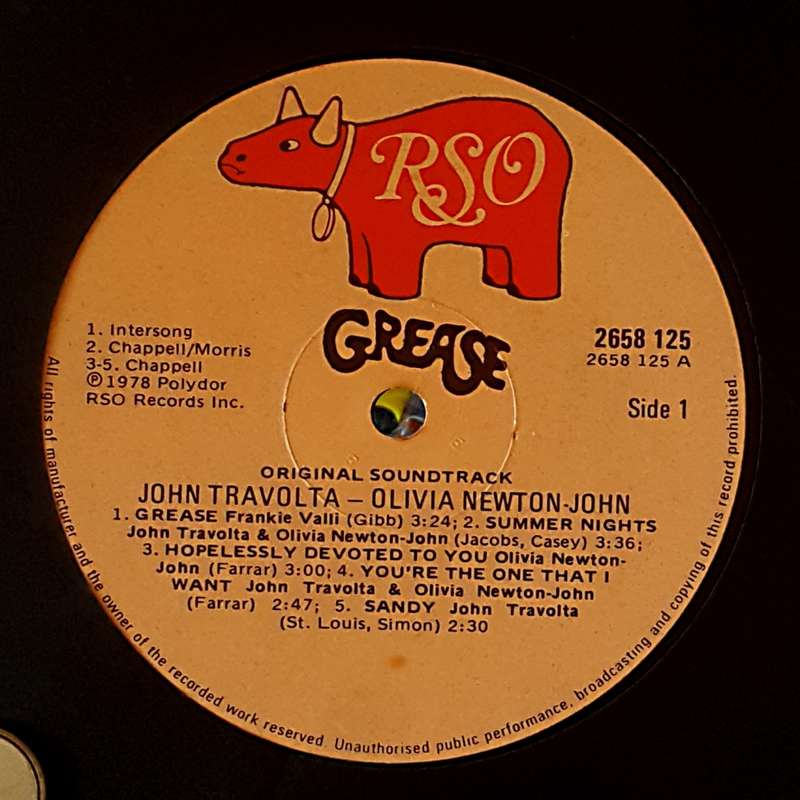 RSO
GREASE
1. Intersong
2. Chappell/Morris
3-5. Chappell
Ⓟ 1978 Polydor
RSO Records Inc.
2658 125
2658 125 A
Side 1
ORIGINAL SOUNDTRACK
JOHN TRAVOLTA – OLIVIA NEWTON-JOHN
1. GREASE Frankie Valli (Gibb) 3:24; 2. SUMMER NIGHTS
John Travolta & Olivia Newton-John (Jacobs, Casey) 3:36;
3. HOPELESSLY DEVOTED TO YOU Olivia Newton-
John (Farrar) 3:00; 4. YOU'RE THE ONE THAT I
WANT John Travolta & Olivia Newton-John
(Farrar) 2:47; 5. SANDY John Travolta
(St. Louis, Simon) 2:30
All rights of manufacturer and the owner of the recorded work reserved. Unauthorised public performance, broadcasting and copying of this record prohibited.